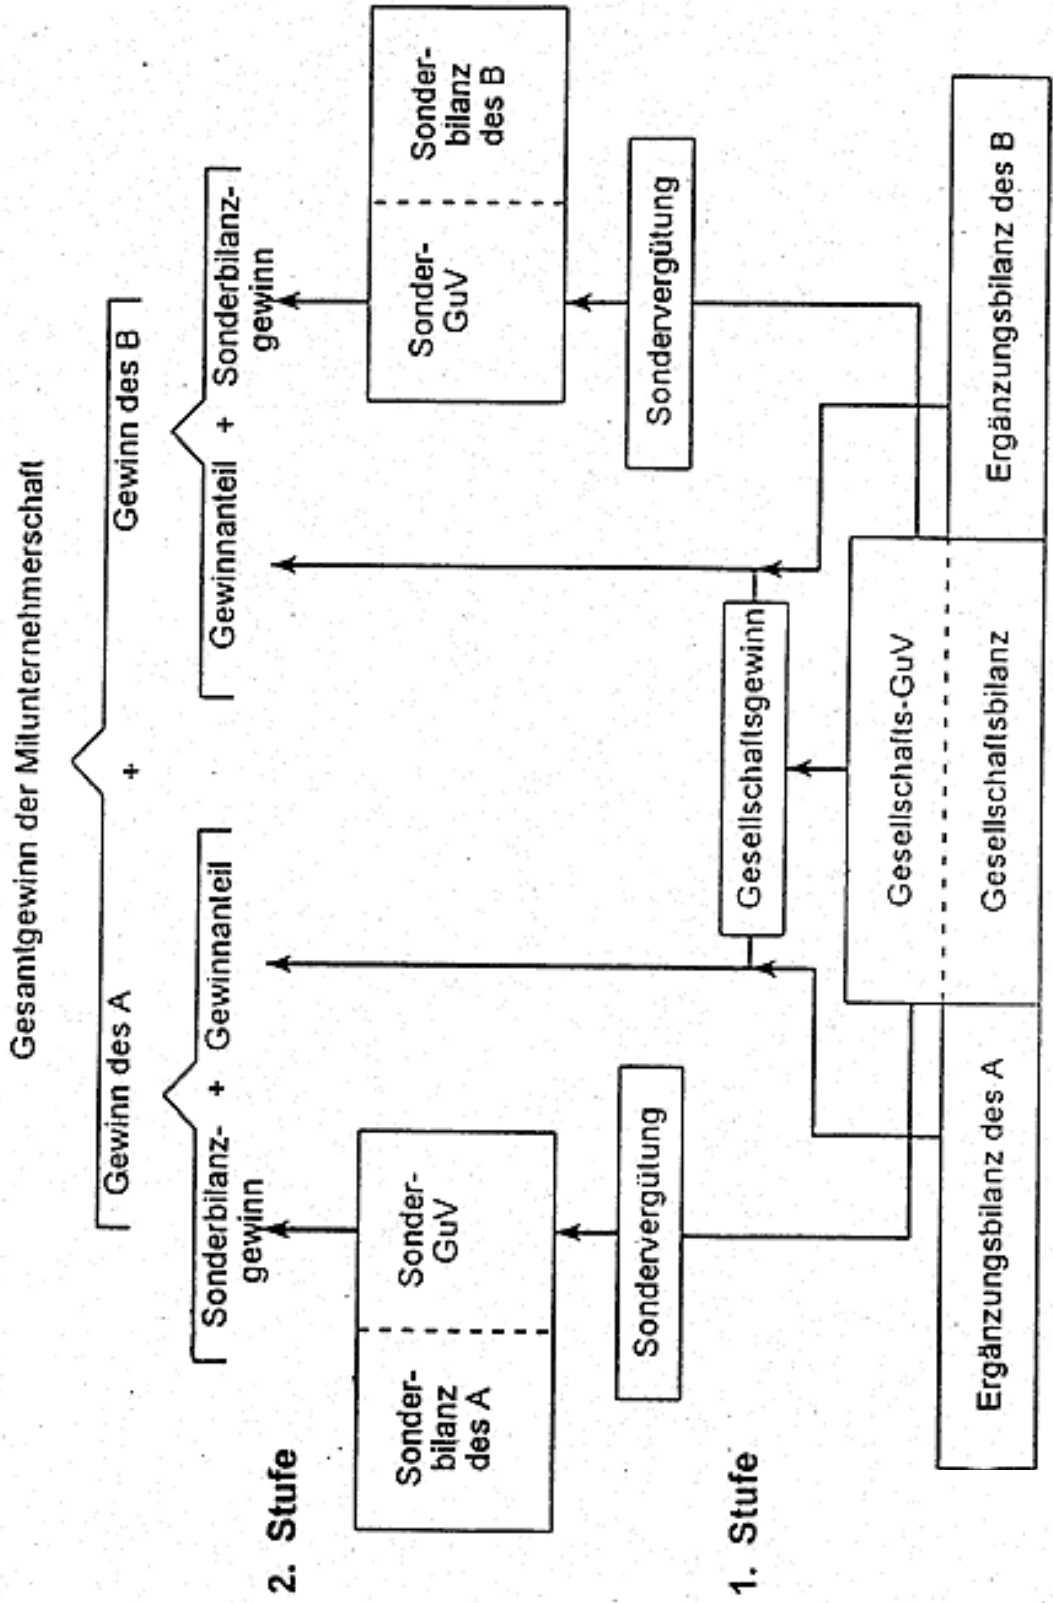 Gesamtgewinn der Mitunternehmerschaft
Gewinn des A
+
Gewinn des B
Sonderbilanz-
gewinn
+
Gewinnanteil
Gewinnanteil
+
Sonderbilanz-
gewinn
2. Stufe
Sonder-
bilanz
des A
Sonder-
GuV
Sonder-
GuV
Sonder-
bilanz
des B
Sondervergütung
Sondervergütung
1. Stufe
Gesellschaftsgewinn
Gesellschafts-GuV
Ergänzungsbilanz des A
Gesellschaftsbilanz
Ergänzungsbilanz des B